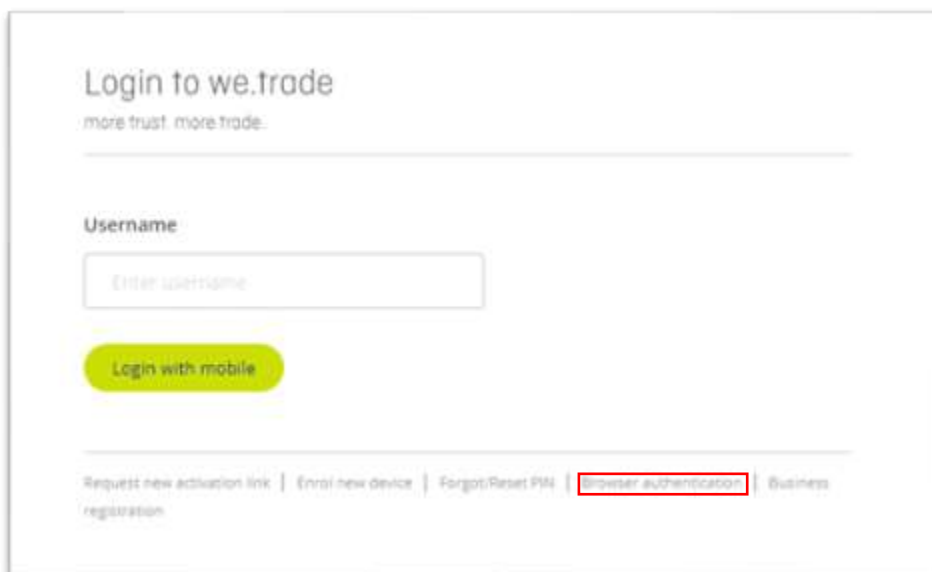 Login to we.trade
more trust. more trade.
Username
Enter username
Login with mobile
Request new activation link | Enrol new device | Forgot/Reset PIN | Browser authentication | Business
registration